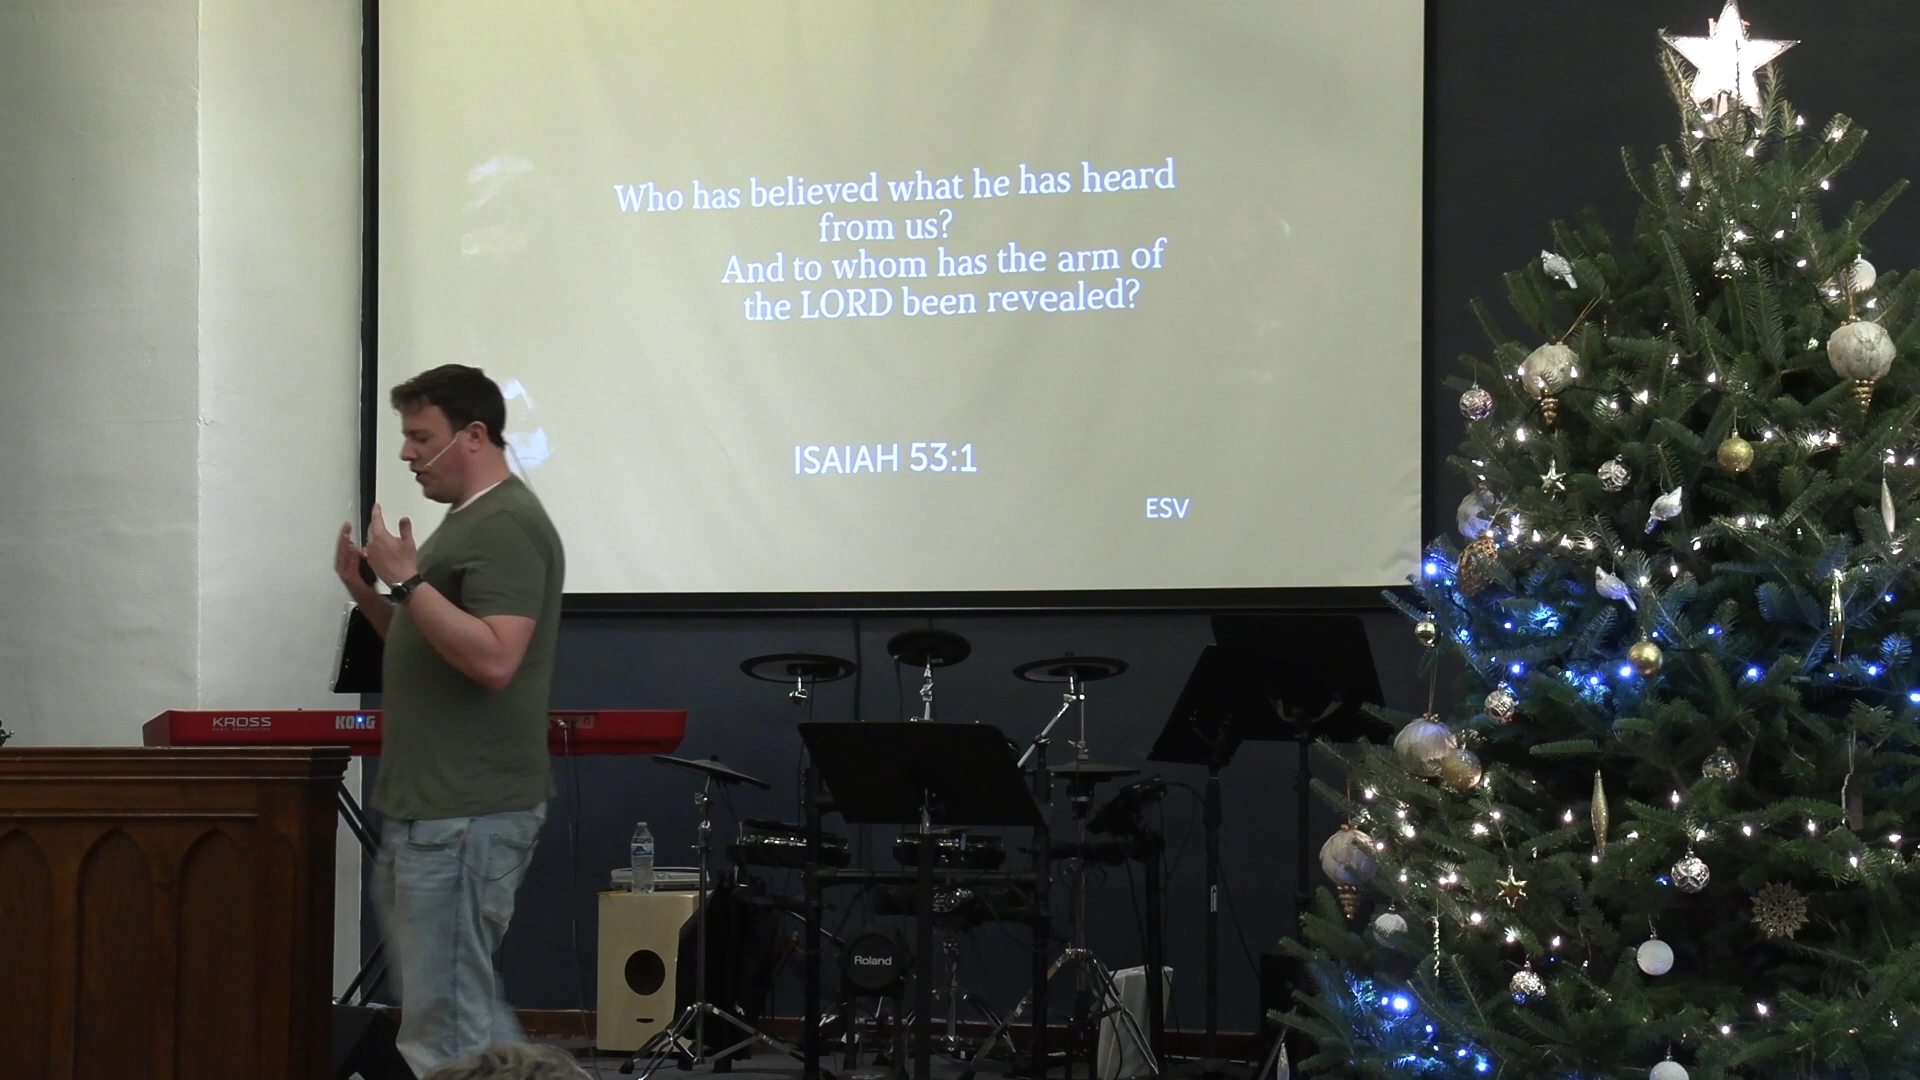 Who has believed what he has heard
from us?
And to whom has the arm of
the LORD been revealed?
ISAIAH 53:1
ESV
KROSS
KORG
Roland